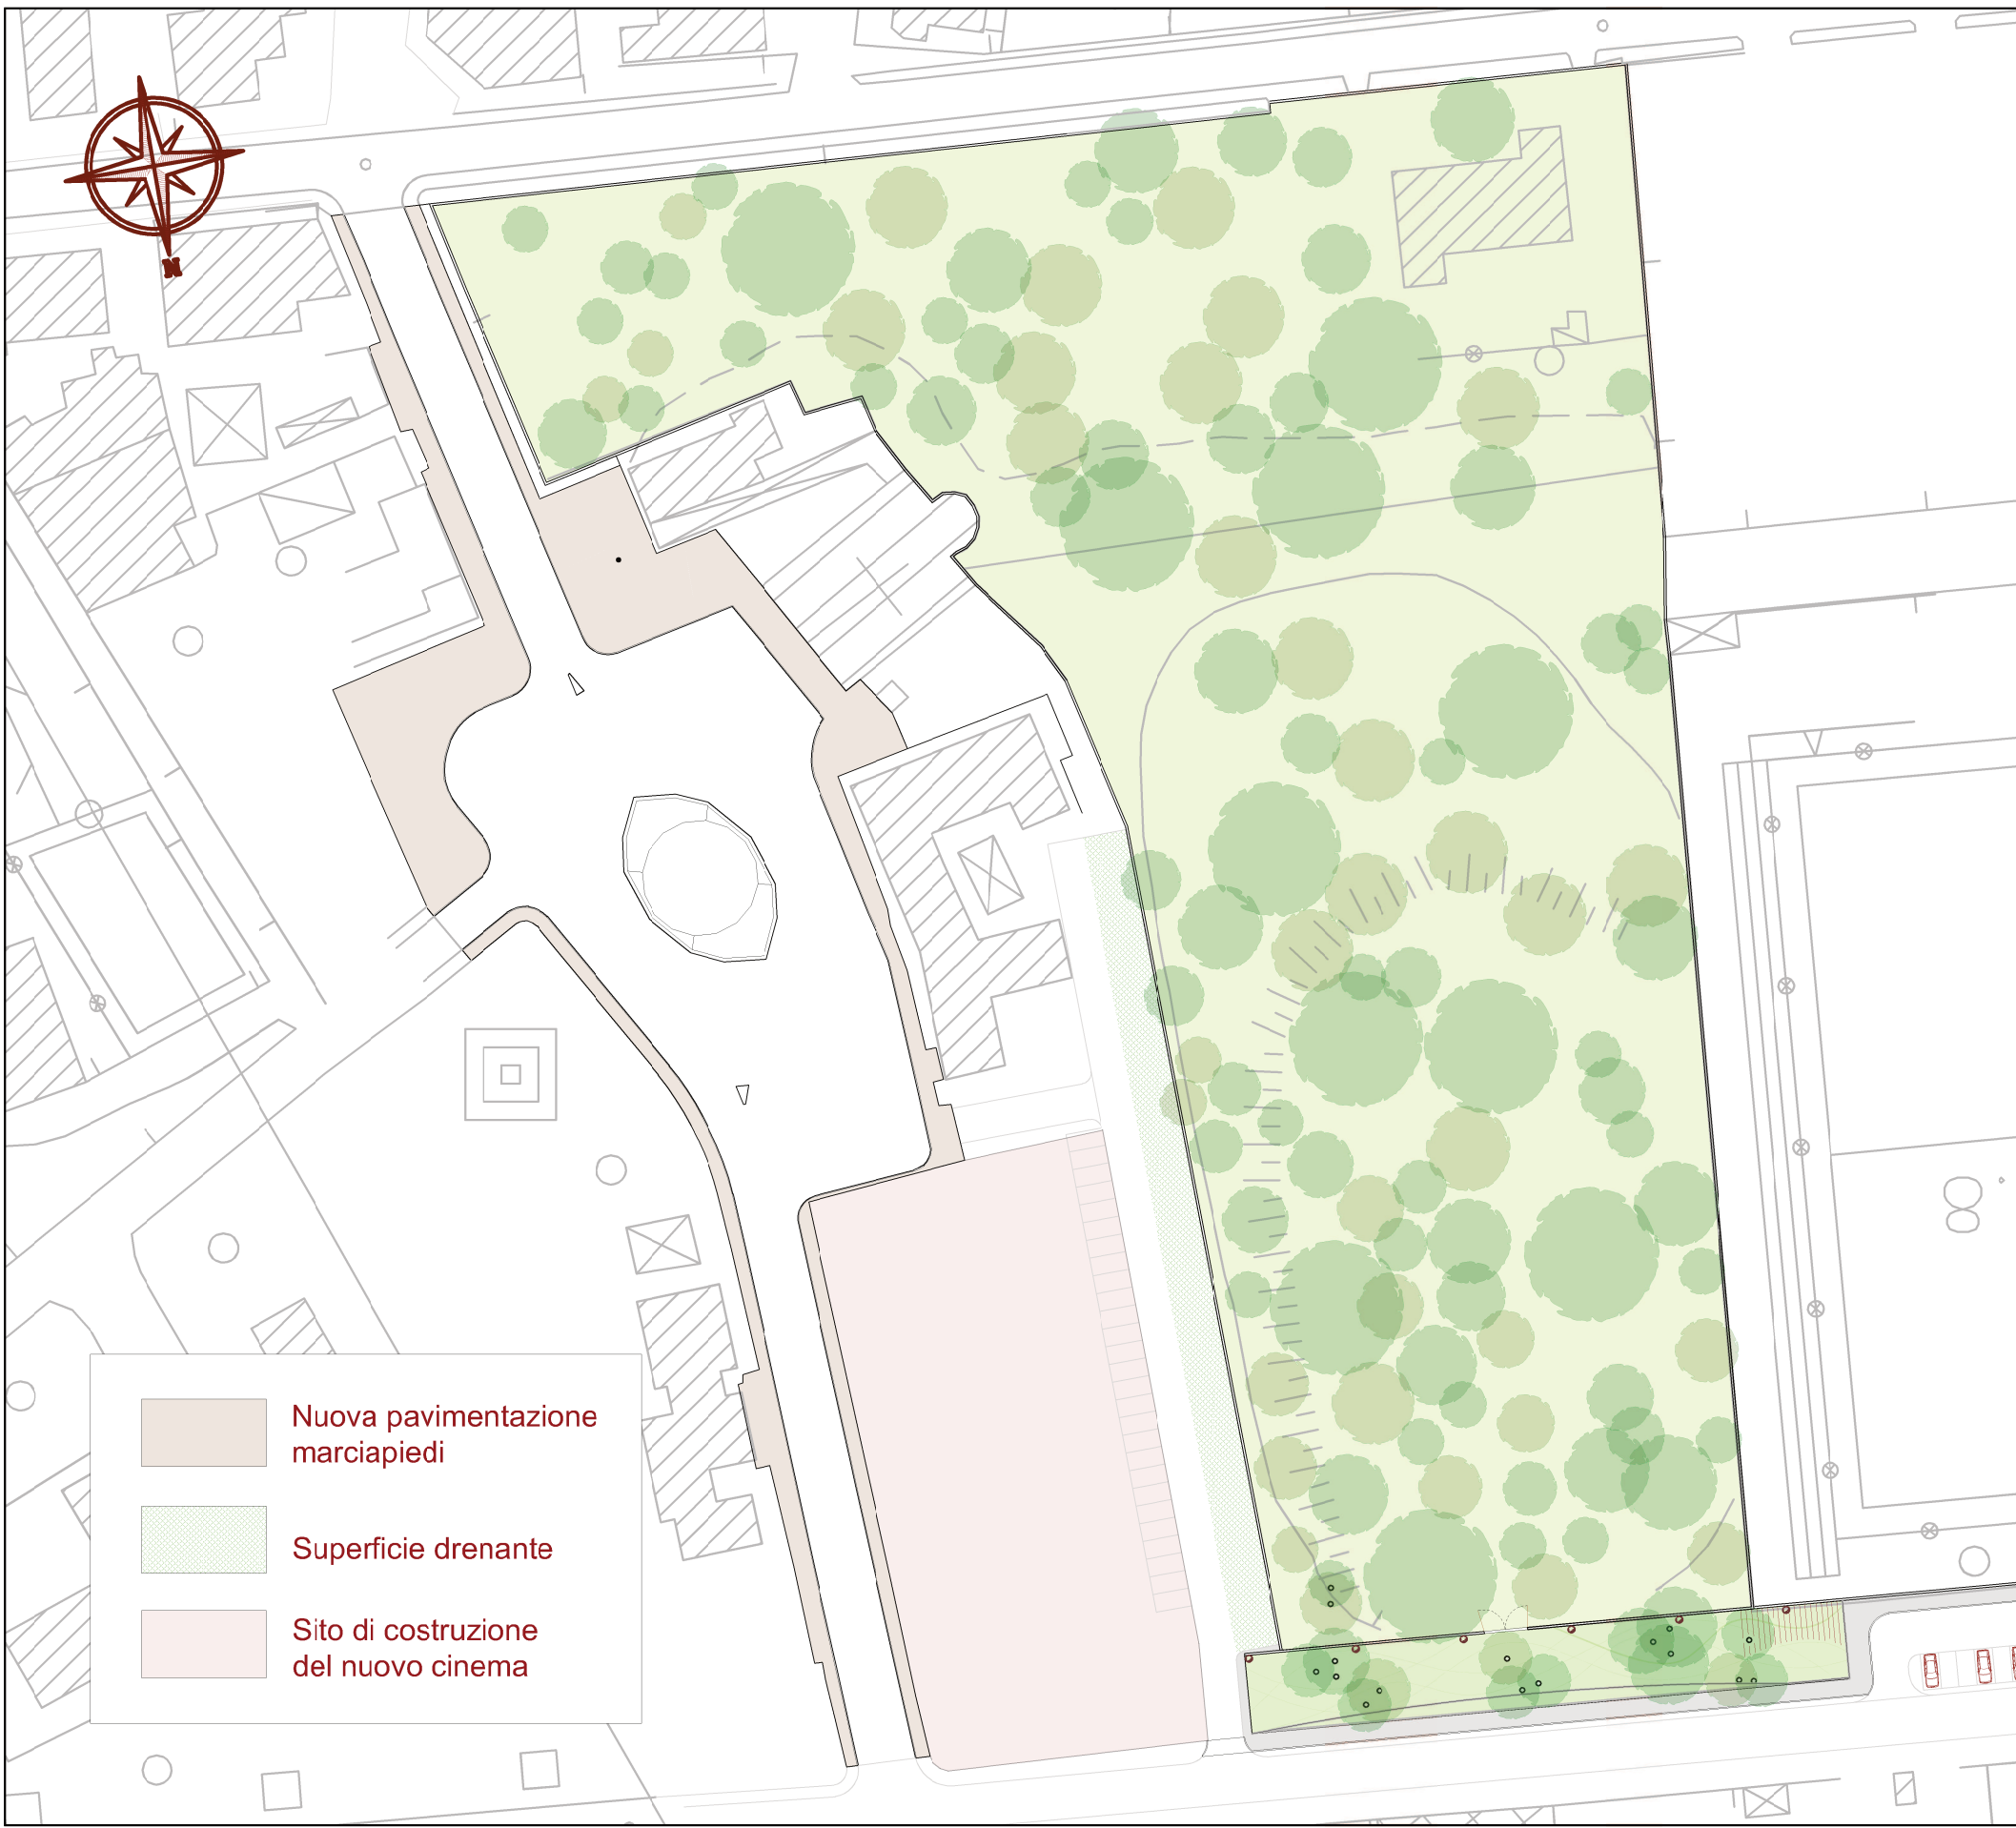 N
Nuova pavimentazione
marciapiedi
Superficie drenante
Sito di costruzione
del nuovo cinema